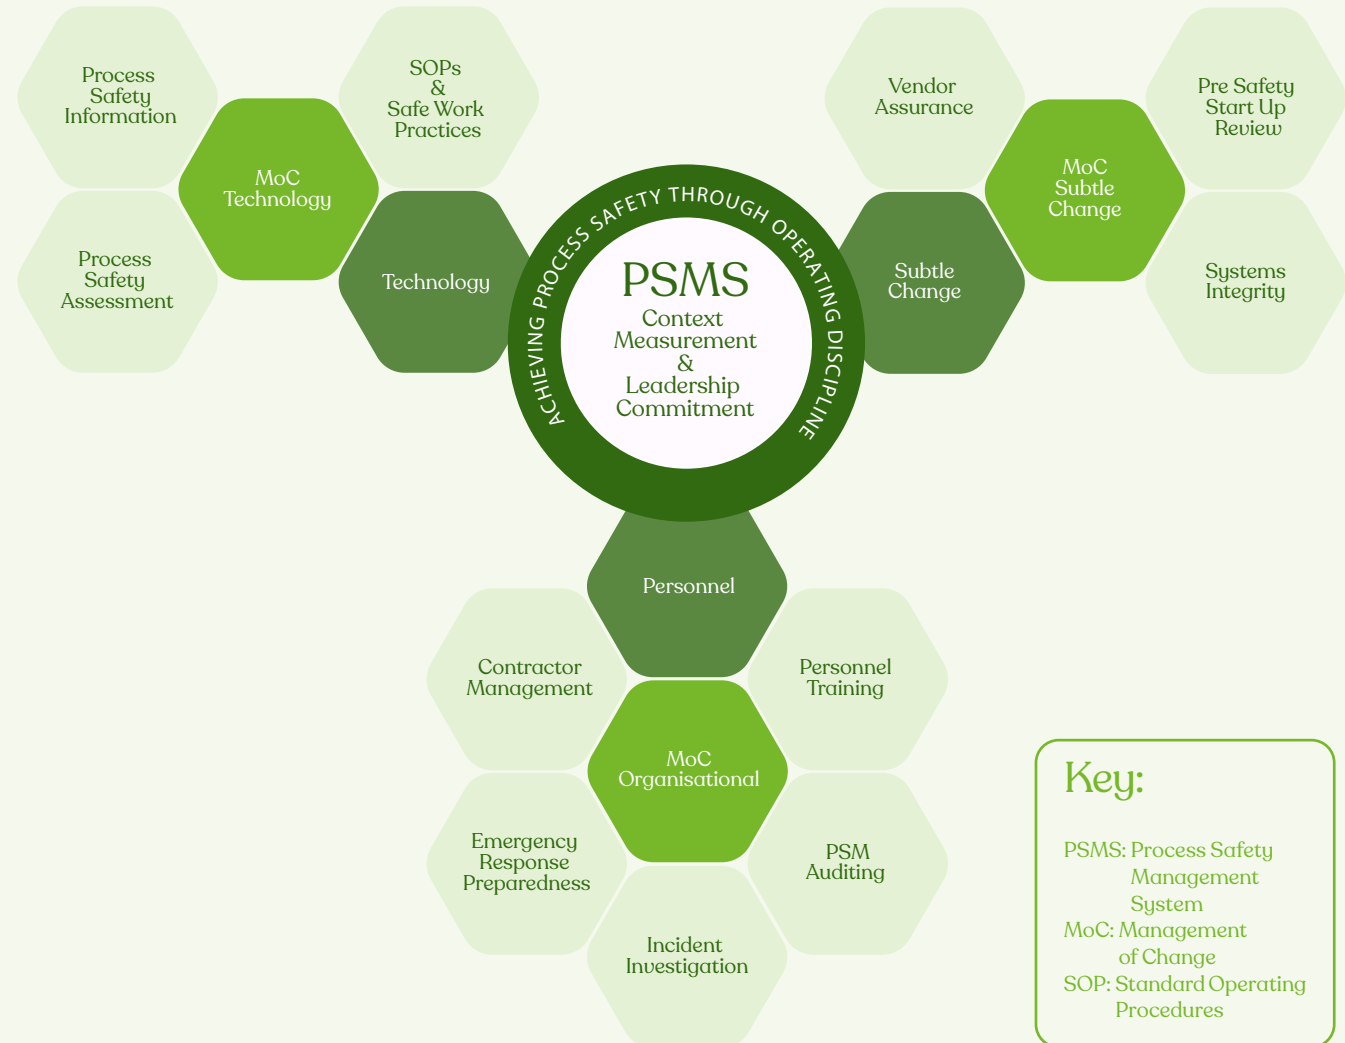 Process
Safety
Information
SOPs
&
Safe Work
Practices
MoC
Technology
Process
Safety
Assessment
Technology
ACHIEVING PROCESS SAFETY THROUGH OPERATING DISCIPLINE
PSMS
Context
Measurement
&
Leadership
Commitment
Vendor
Assurance
Pre Safety
Start Up
Review
MoC
Subtle
Change
Subtle
Change
Systems
Integrity
Personnel
Contractor
Management
Personnel
Training
MoC
Organisational
Emergency
Response
Preparedness
PSM
Auditing
Incident
Investigation
Key:
PSMS: Process Safety
Management
System
MoC: Management
of Change
SOP: Standard Operating
Procedures